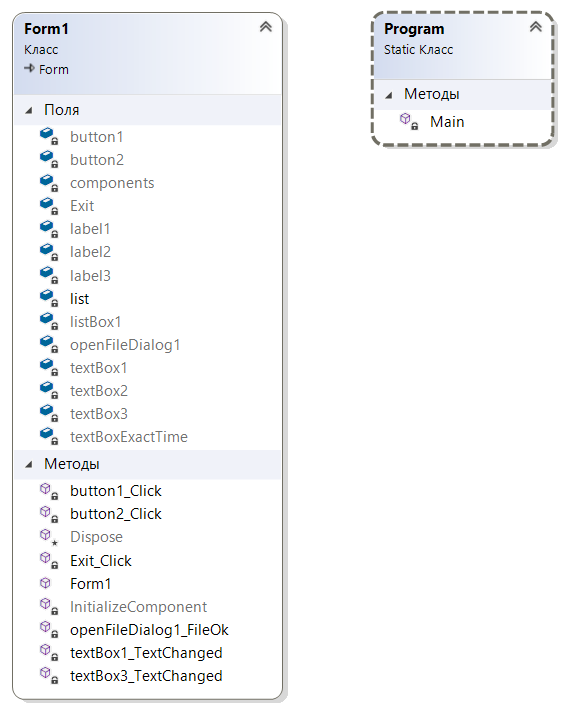 Form1
Класс
Form
Поля
button1
button2
components
Exit
label1
label2
label3
list
listBox1
openFileDialog1
textBox1
textBox2
textBox3
textBoxExactTime
Методы
button1_Click
button2_Click
Dispose
Exit_Click
Form1
InitializeComponent
openFileDialog1_FileOk
textBox1_TextChanged
textBox3_TextChanged
Program
Static Класс
Методы
Main